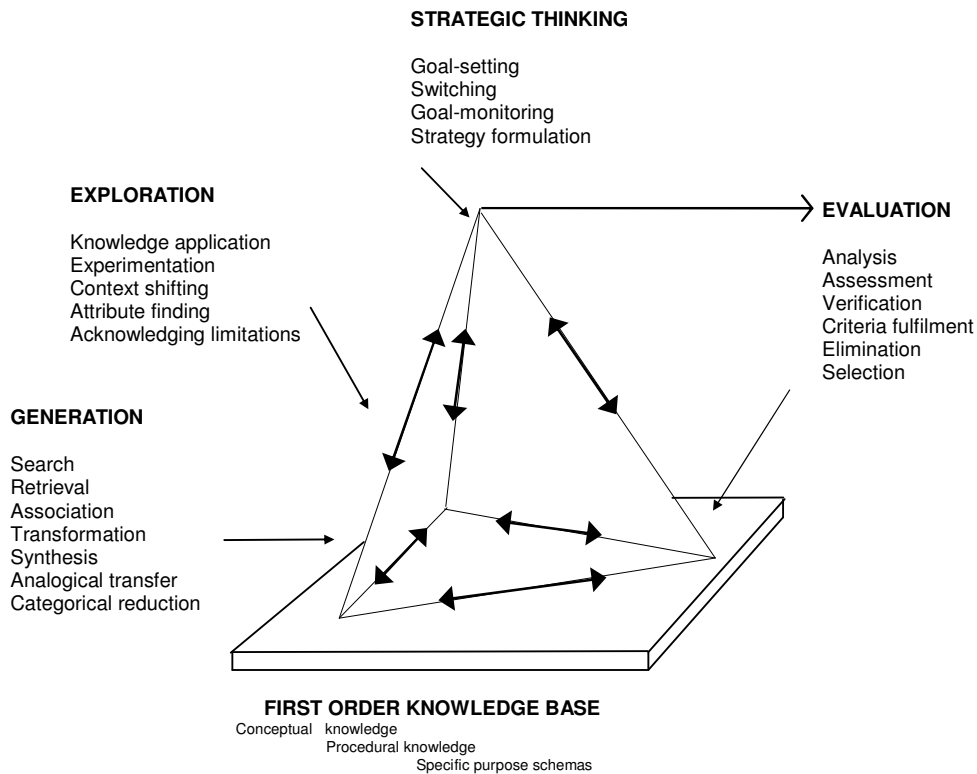 STRATEGIC THINKING
Goal-setting
Switching
Goal-monitoring
Strategy formulation
EXPLORATION
Knowledge application
Experimentation
Context shifting
Attribute finding
Acknowledging limitations
EVALUATION
Analysis
Assessment
Verification
Criteria fulfilment
Elimination
Selection
GENERATION
Search
Retrieval
Association
Transformation
Synthesis
Analogical transfer
Categorical reduction
FIRST ORDER KNOWLEDGE BASE
Conceptual knowledge
Procedural knowledge
Specific purpose schemas